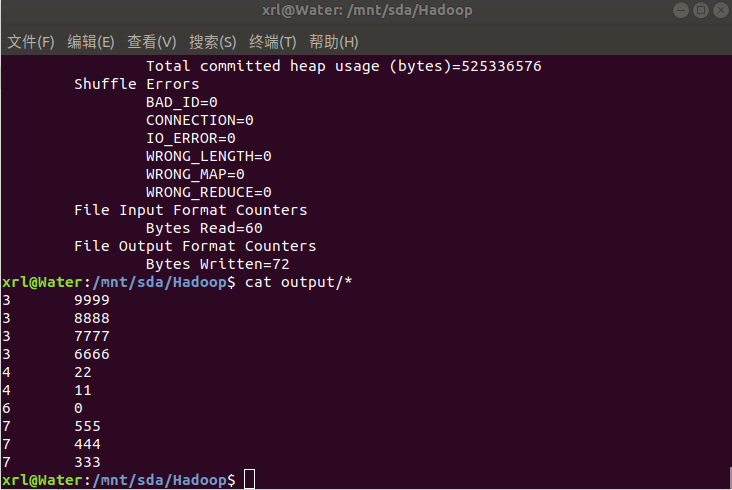 xrl@Water: /mnt/sda/Hadoop
文件(F) 编辑(E) 查看(V) 搜索(S) 终端(T) 帮助(H)
Total committed heap usage (bytes)=525336576
Shuffle Errors
BAD_ID=0
CONNECTION=0
IO_ERROR=0
WRONG_LENGTH=0
WRONG_MAP=0
WRONG_REDUCE=0
File Input Format Counters
Bytes Read=60
File Output Format Counters
Bytes Written=72
xrl@Water:/mnt/sda/Hadoop$ cat output/*
3 9999
3 8888
3 7777
3 6666
4 22
4 11
6 0
7 555
7 444
7 333
xrl@Water:/mnt/sda/Hadoop$